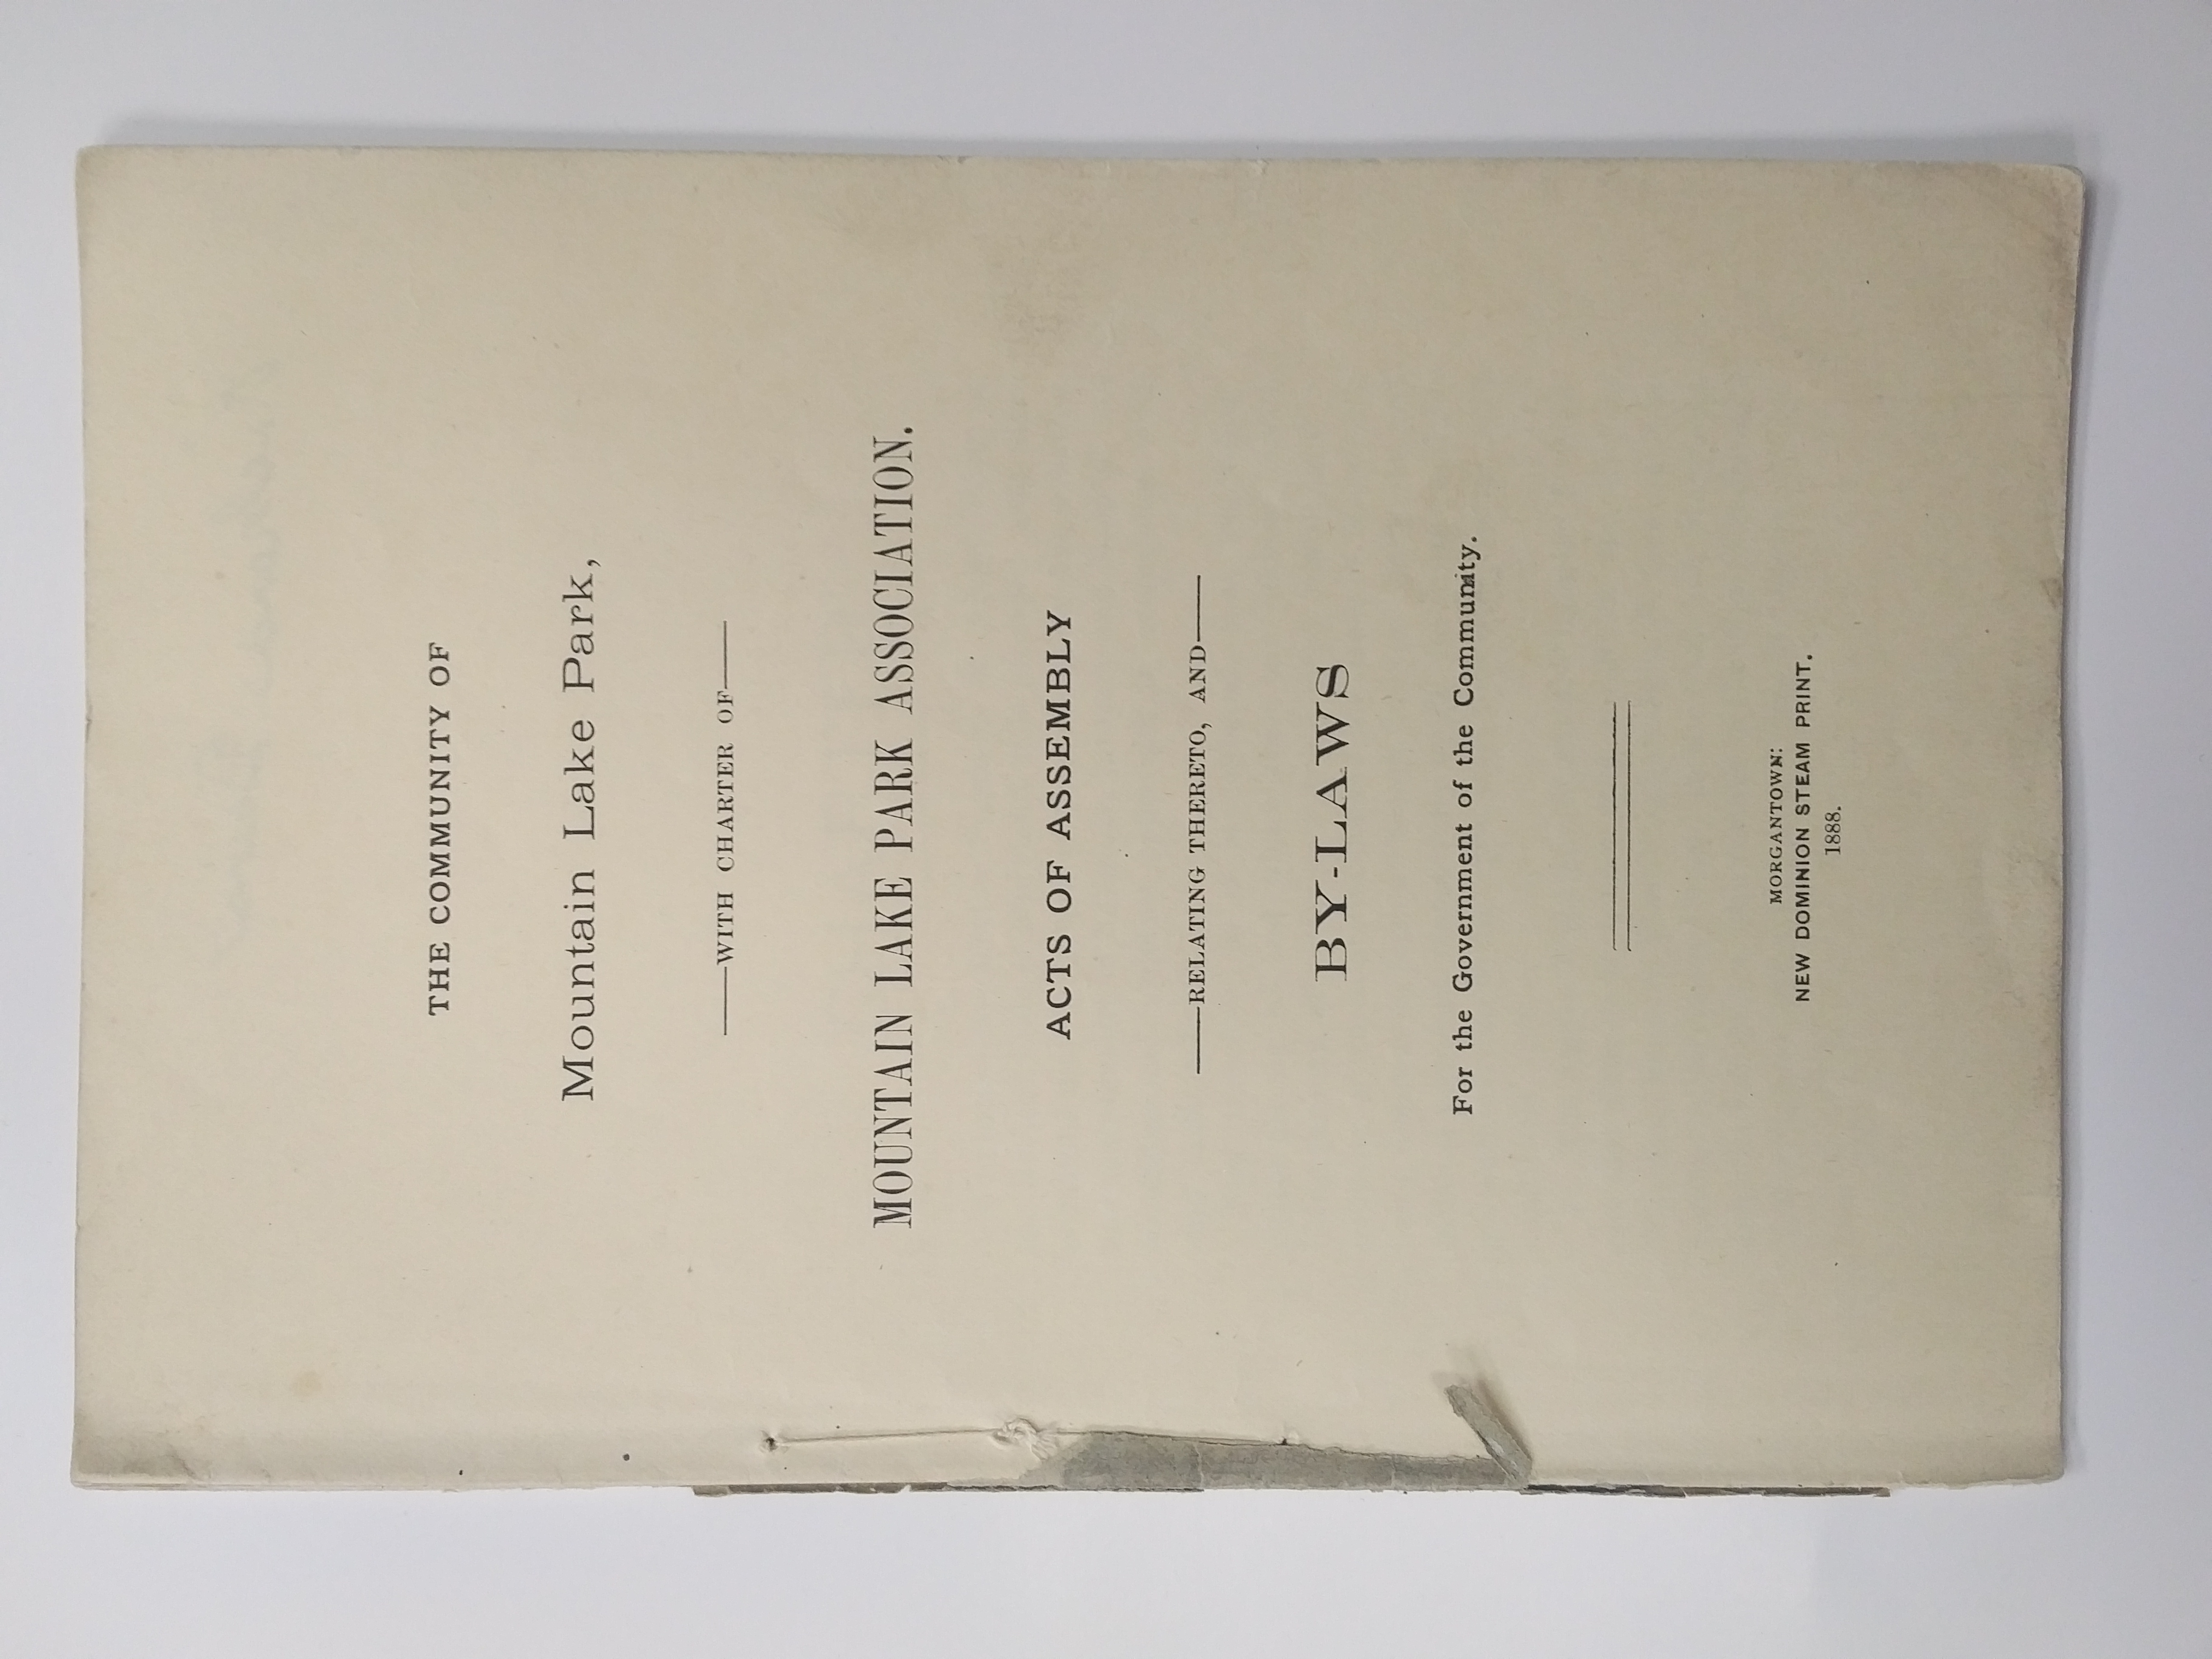 THE COMMUNITY OF
Mountain Lake Park,
——WITH CHARTER OF——
MOUNTAIN LAKE PARK ASSOCIATION.
ACTS OF ASSEMBLY
——RELATING THERETO, AND——
BY-LAWS
For the Government of the Community.
MORGANTOWN:
NEW DOMINION STEAM PRINT.
1888.